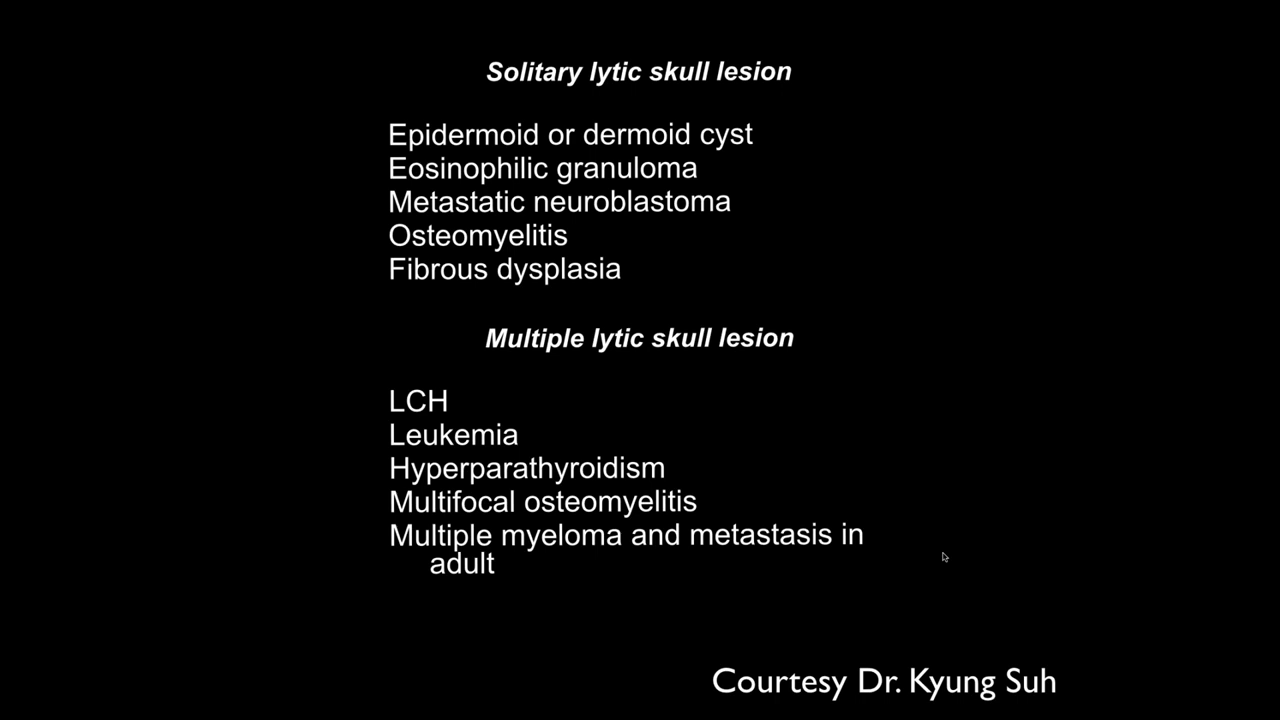 Solitary lytic skull lesion
Epidermoid or dermoid cyst
Eosinophilic granuloma
Metastatic neuroblastoma
Osteomyelitis
Fibrous dysplasia
Multiple lytic skull lesion
LCH
Leukemia
Hyperparathyroidism
Multifocal osteomyelitis
Multiple myeloma and metastasis in
adult
Courtesy Dr. Kyung Suh